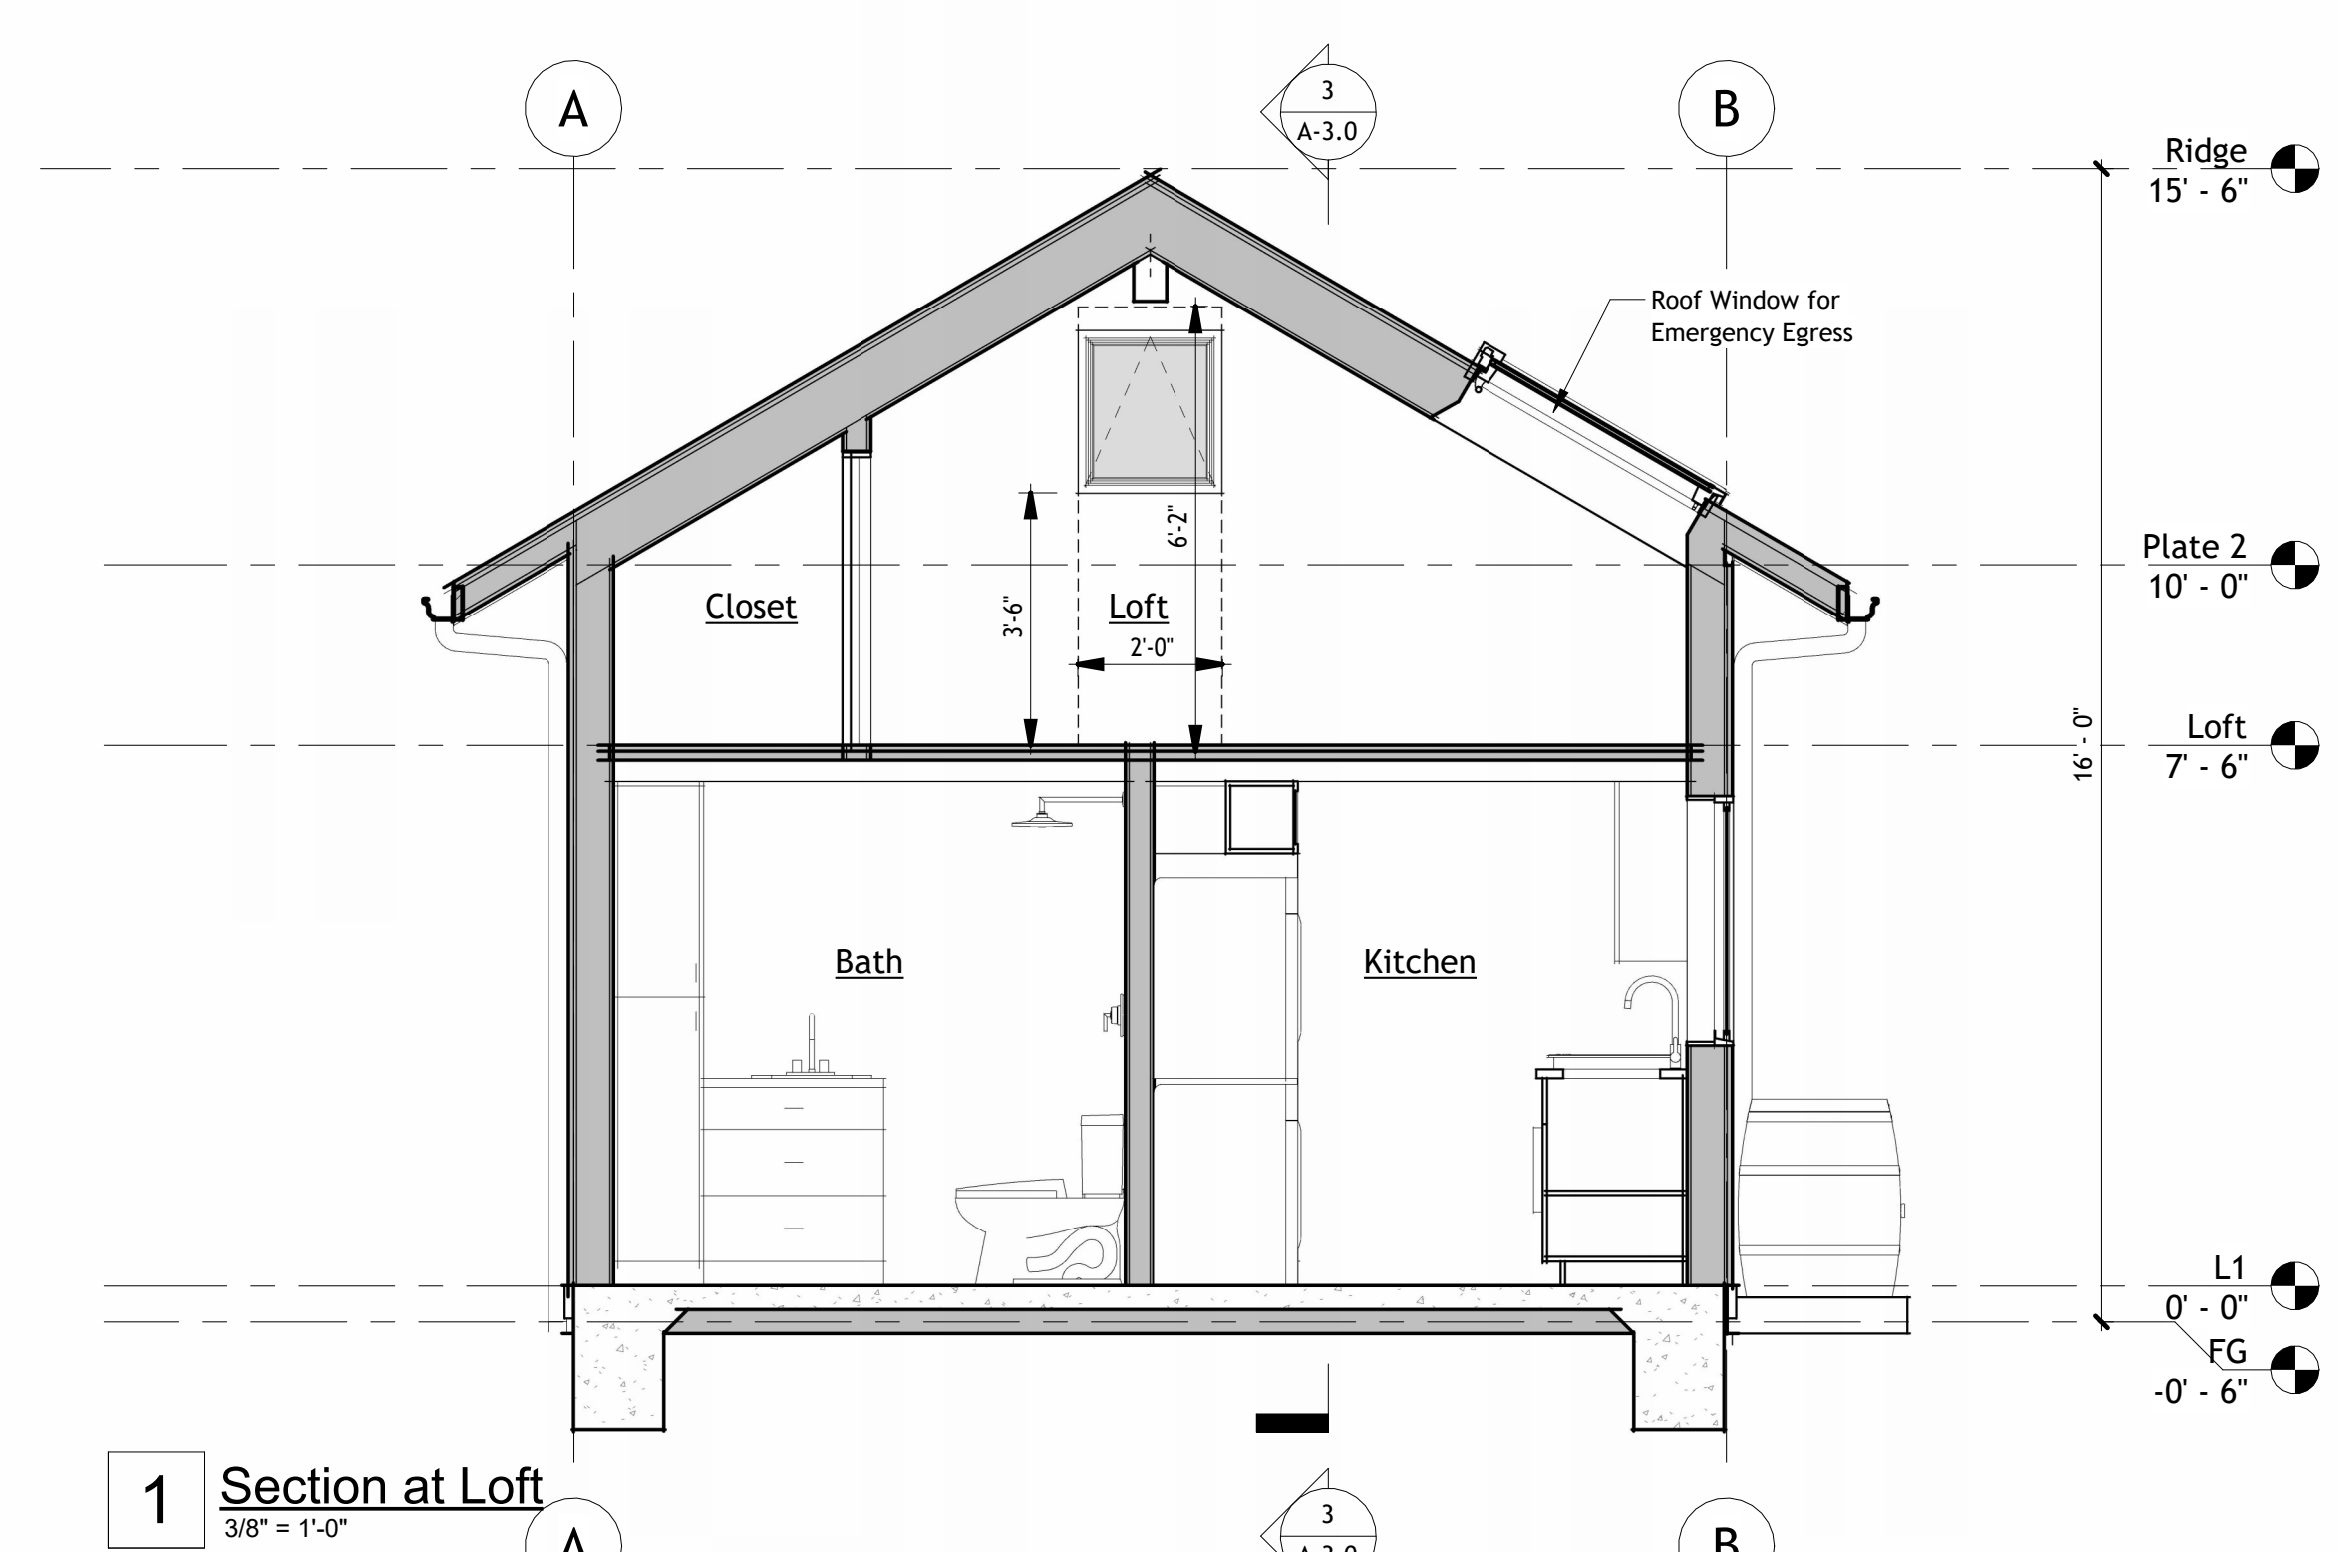 A
3
A-3.0
B
Ridge
15' - 6"
Roof Window for
Emergency Egress
Plate 2
10' - 0"
Closet
Loft
3'-6"
6'-2"
2'-0"
Loft
7' - 6"
16' - 0"
Bath
Kitchen
L1
0' - 0"
FG
-0' - 6"
1
Section at Loft
3/8" = 1'-0"
A
3
A-3.0
B